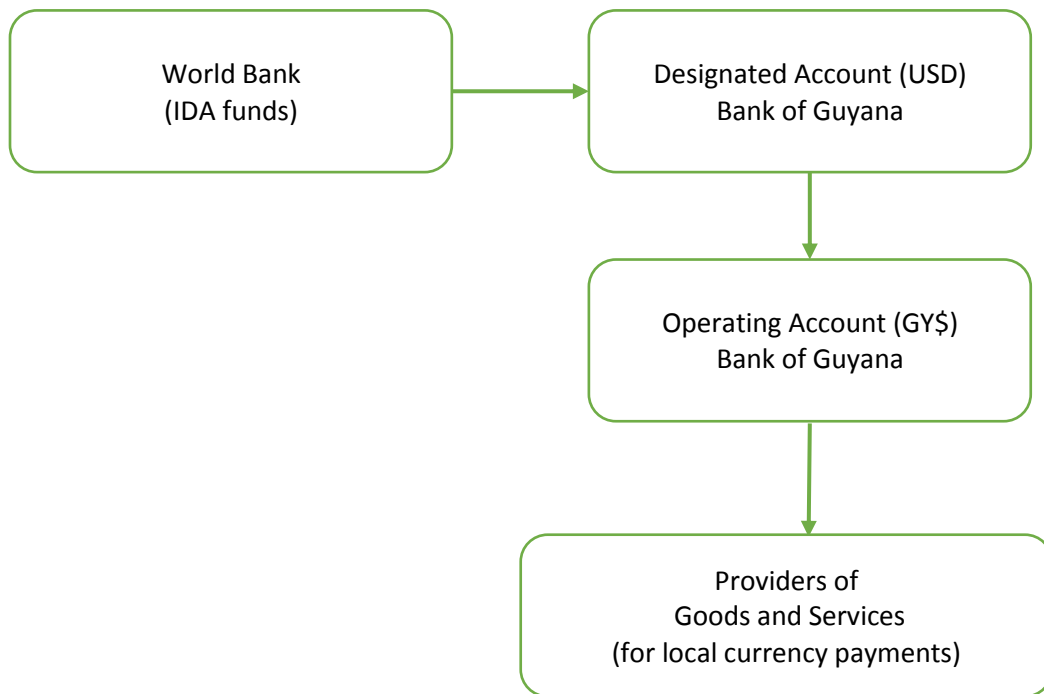 World Bank
(IDA funds)
Designated Account (USD)
Bank of Guyana
Operating Account (GY$)
Bank of Guyana
Providers of
Goods and Services
(for local currency payments)